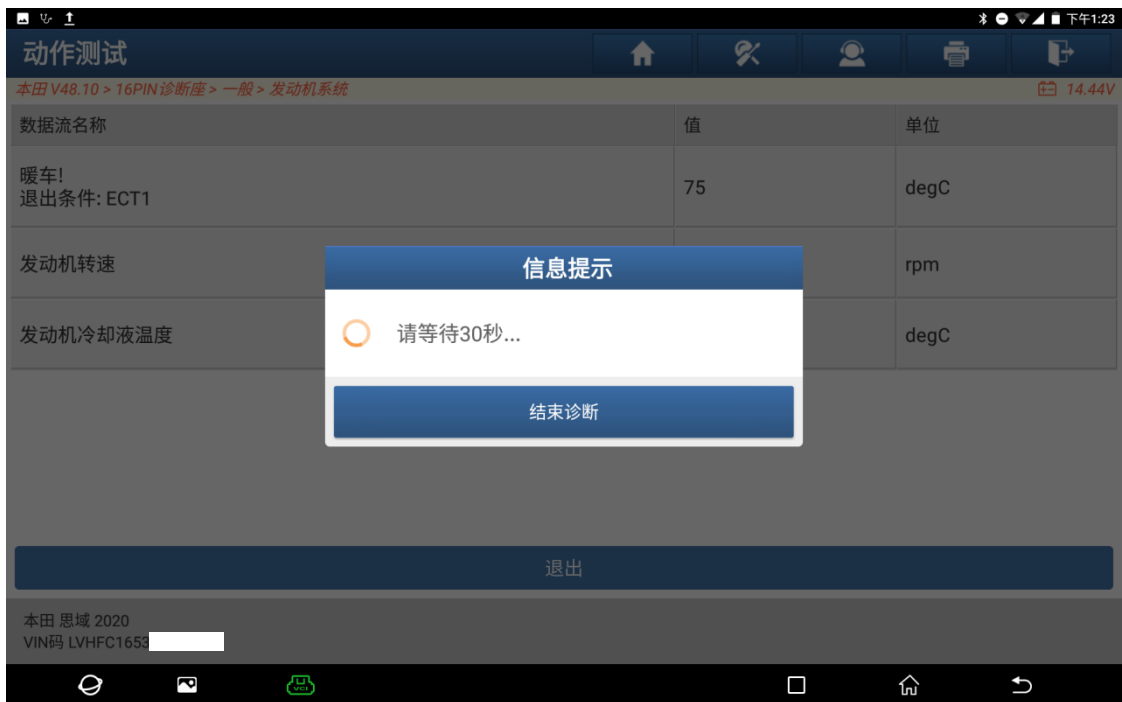 下午1:23
动作测试
本田 V48.10 > 16PIN诊断座 > 一般 > 发动机系统
14.44V
数据流名称 值 单位
暖车!
退出条件: ECT1
75 degC
发动机转速 rpm
信息提示
发动机冷却液温度 degC
请等待30秒...
结束诊断
退出
本田 思域 2020
VIN码 LVHFC1653
VCI